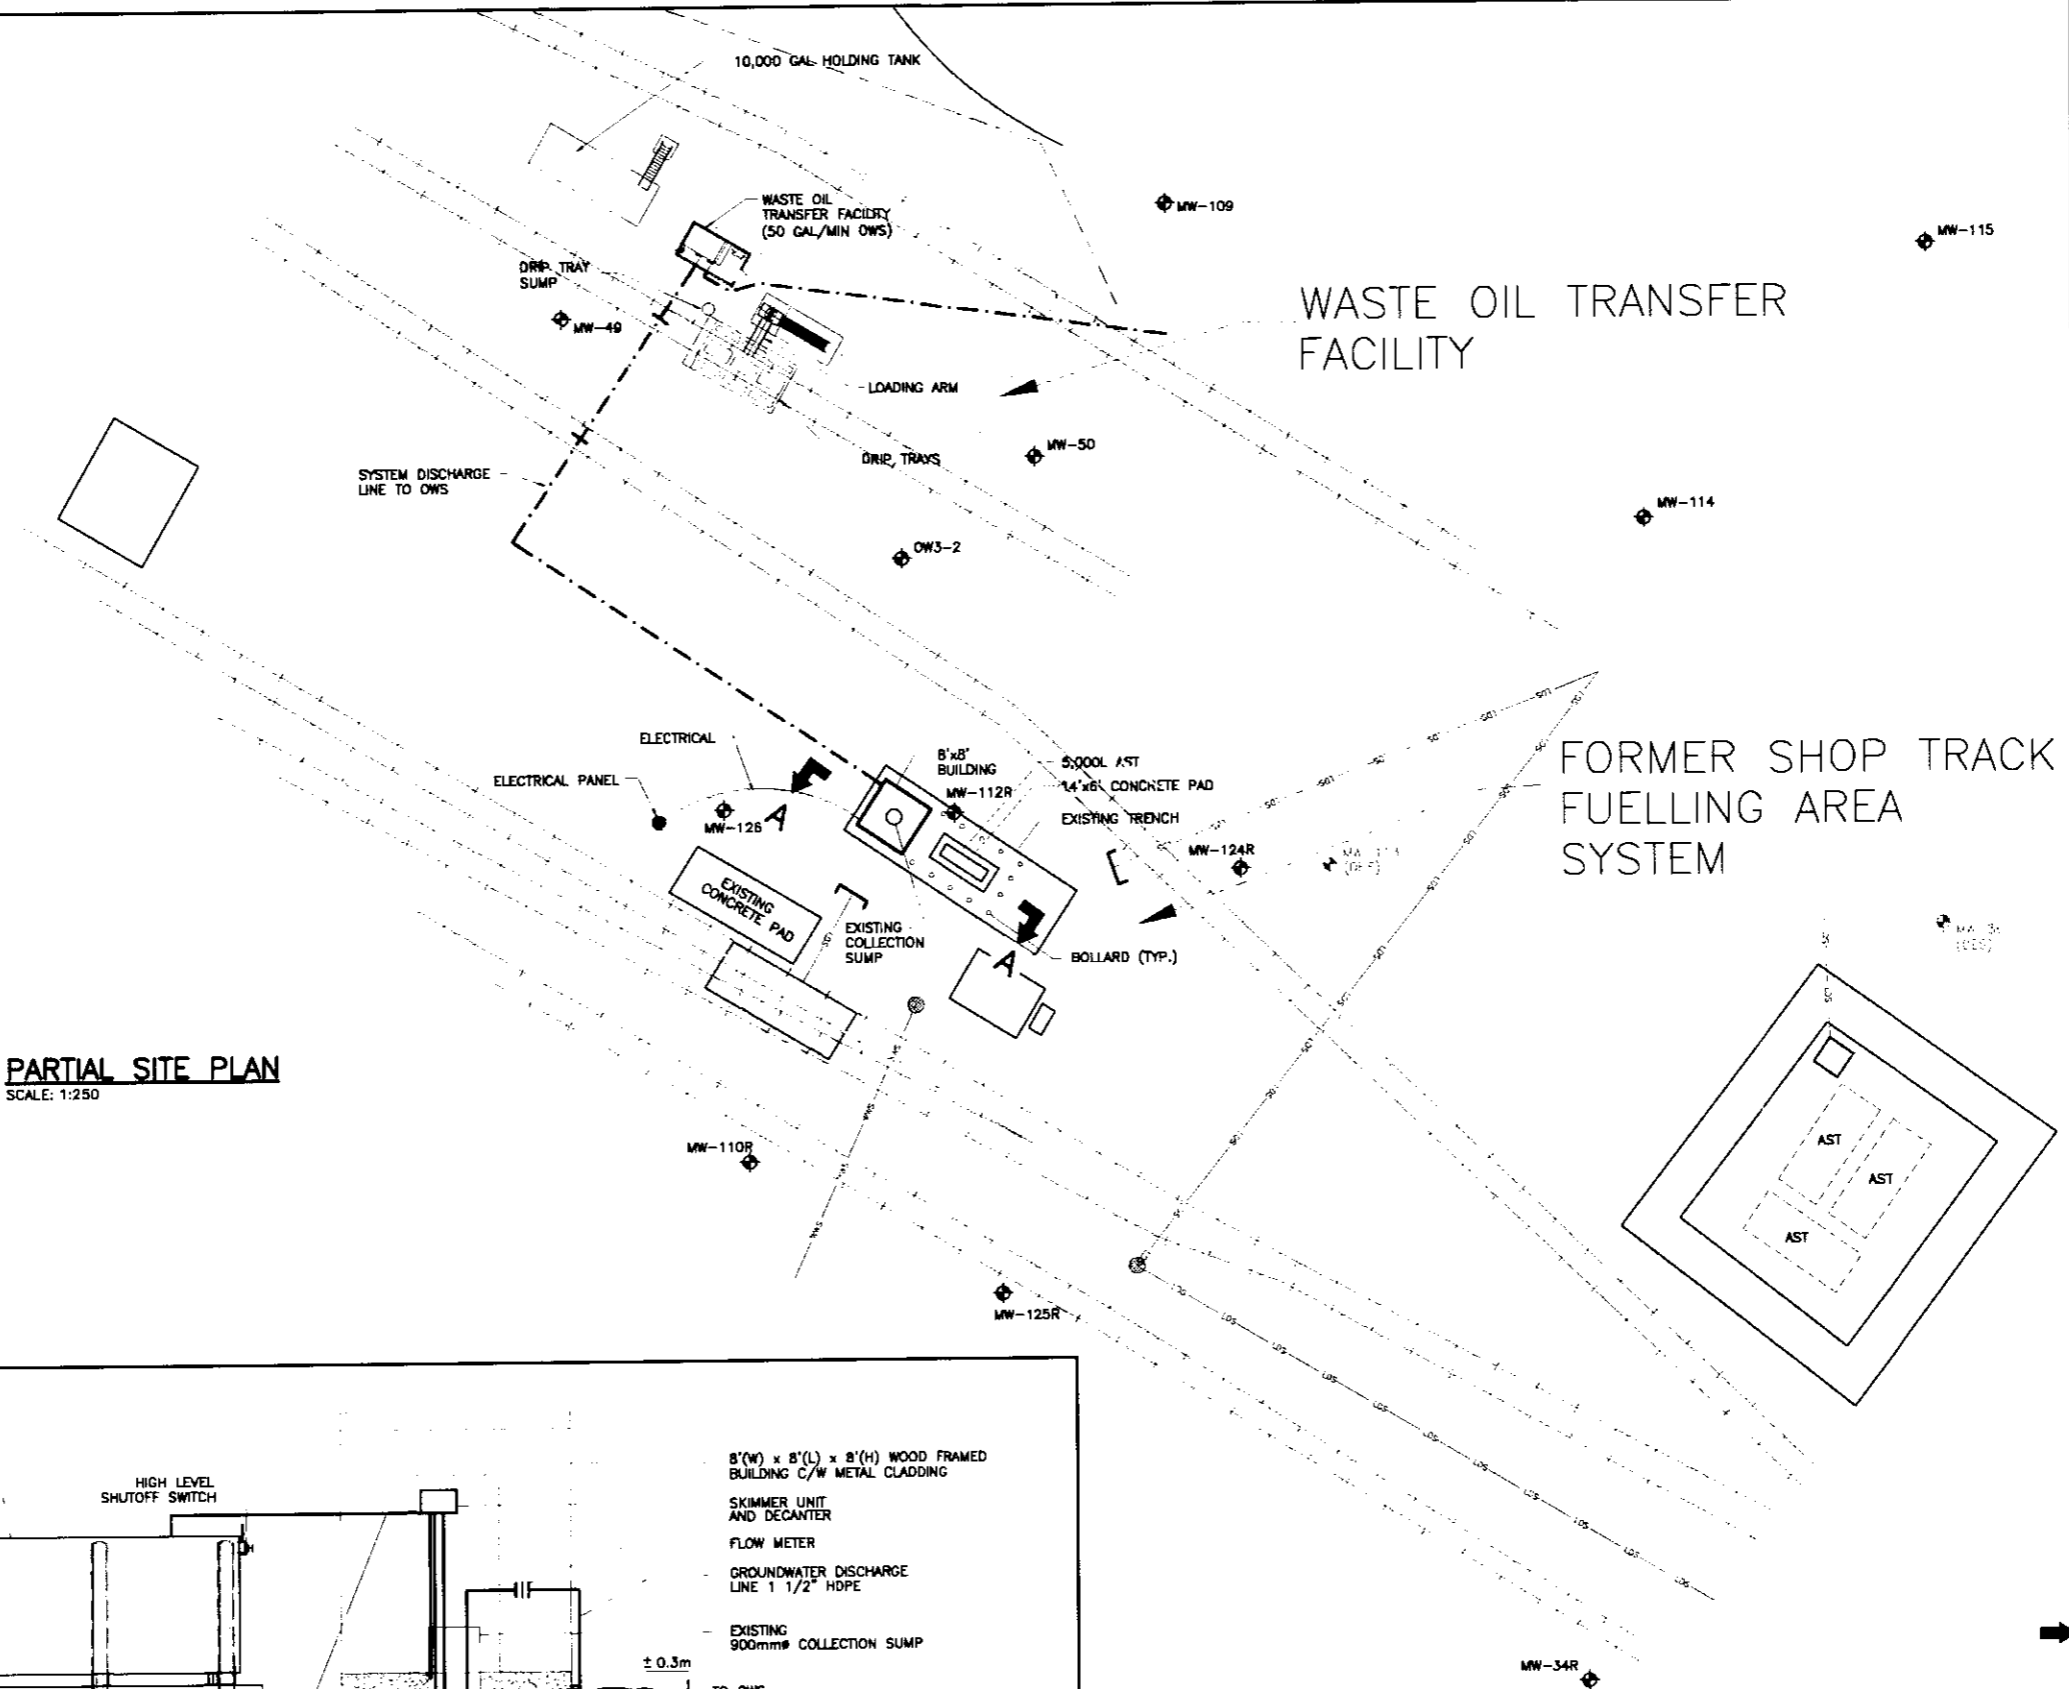 10,000 GAL HOLDING TANK
WASTE OIL
TRANSFER FACILITY
(50 GAL/MIN OWS)
MW-109
MW-115
DRIP TRAY
SUMP
MW-49
WASTE OIL TRANSFER
FACILITY
LOADING ARM
MW-50
DRIP TRAYS
SYSTEM DISCHARGE
LINE TO OWS
MW-114
OW3-2
ELECTRICAL
ELECTRICAL PANEL
8'x8'
BUILDING
MW-112R
5,000L AST
14'x6' CONCRETE PAD
EXISTING TRENCH
FORMER SHOP TRACK
FUELLING AREA
SYSTEM
MW-126
A
MW-124R
EXISTING
CONCRETE PAD
EXISTING
COLLECTION
SUMP
A
BOLLARD (TYP.)
PARTIAL SITE PLAN
SCALE: 1:250
MW-110R
MW-125R
AST
AST
AST
8'(W) x 8'(L) x 8'(H) WOOD FRAMED
BUILDING C/W METAL CLADDING
HIGH LEVEL
SHUTOFF SWITCH
SKIMMER UNIT
AND DECANTER
FLOW METER
GROUNDWATER DISCHARGE
LINE 1 1/2" HDPE
EXISTING
900mmø COLLECTION SUMP
± 0.3m
TO OWS
MW-34R